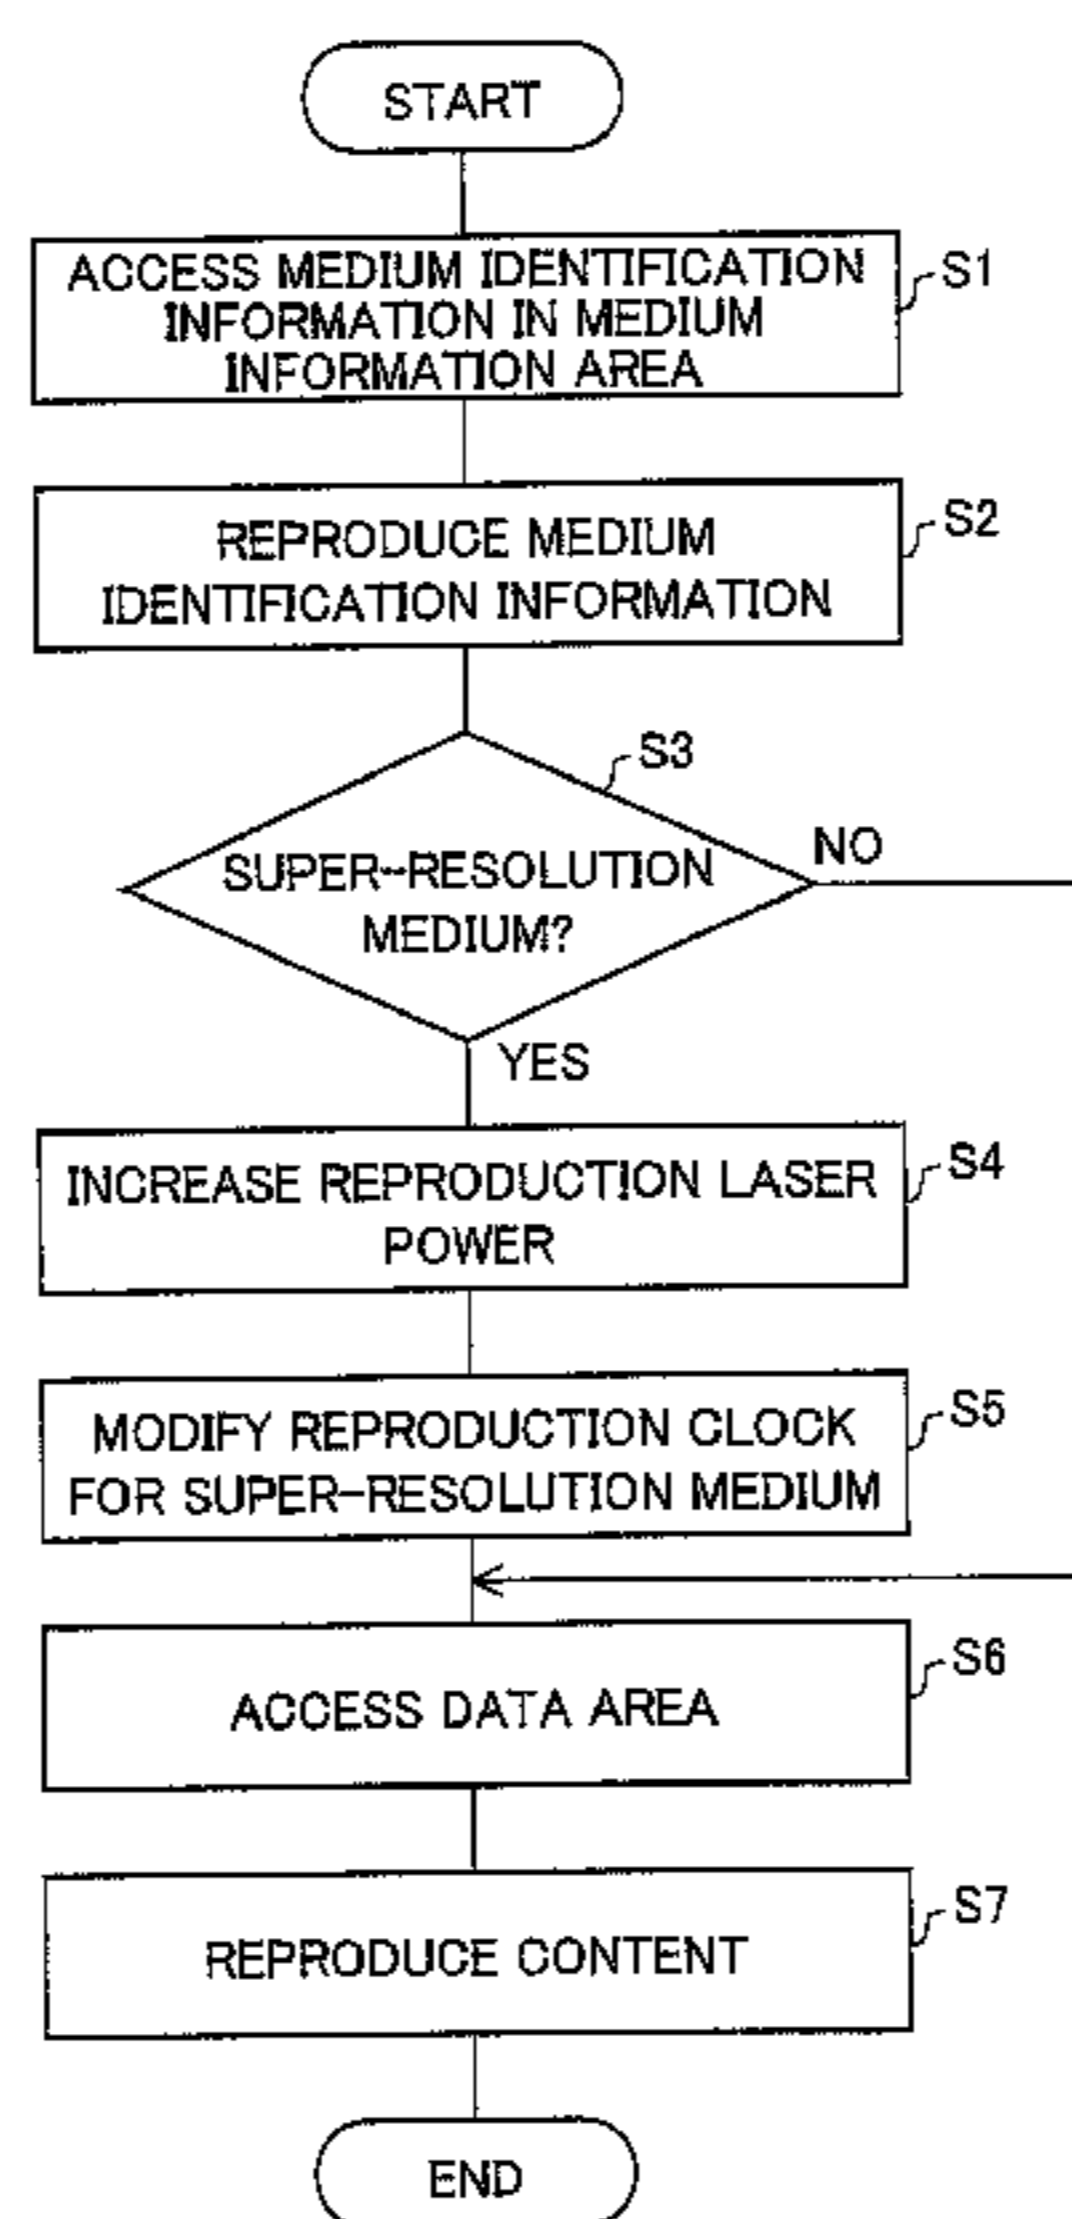 START
ACCESS MEDIUM IDENTIFICATION
INFORMATION IN MEDIUM
INFORMATION AREA
S1
REPRODUCE MEDIUM
IDENTIFICATION INFORMATION
S2
S3
SUPER-RESOLUTION
MEDIUM?
NO
YES
INCREASE REPRODUCTION LASER
POWER
S4
MODIFY REPRODUCTION CLOCK
FOR SUPER-RESOLUTION MEDIUM
S5
ACCESS DATA AREA
S6
REPRODUCE CONTENT
S7
END